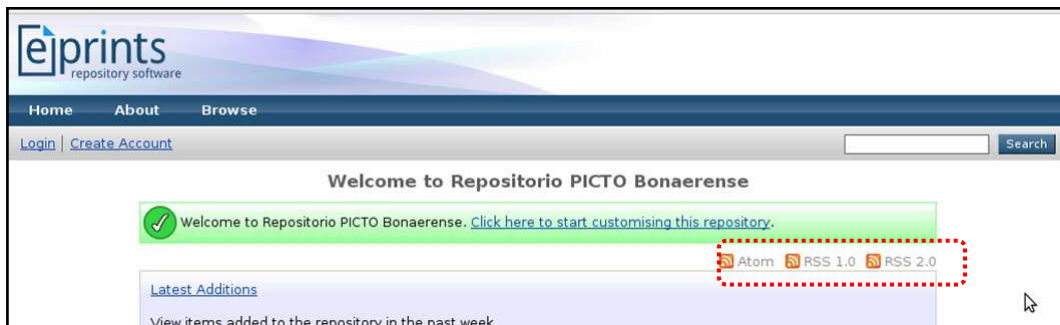 eprints
repository software
Home About Browse
Login | Create Account Search
Welcome to Repositorio PICTO Bonaerense
Welcome to Repositorio PICTO Bonaerense. Click here to start customising this repository.
Atom RSS 1.0 RSS 2.0
Latest Additions
View items added to the repository in the past week.